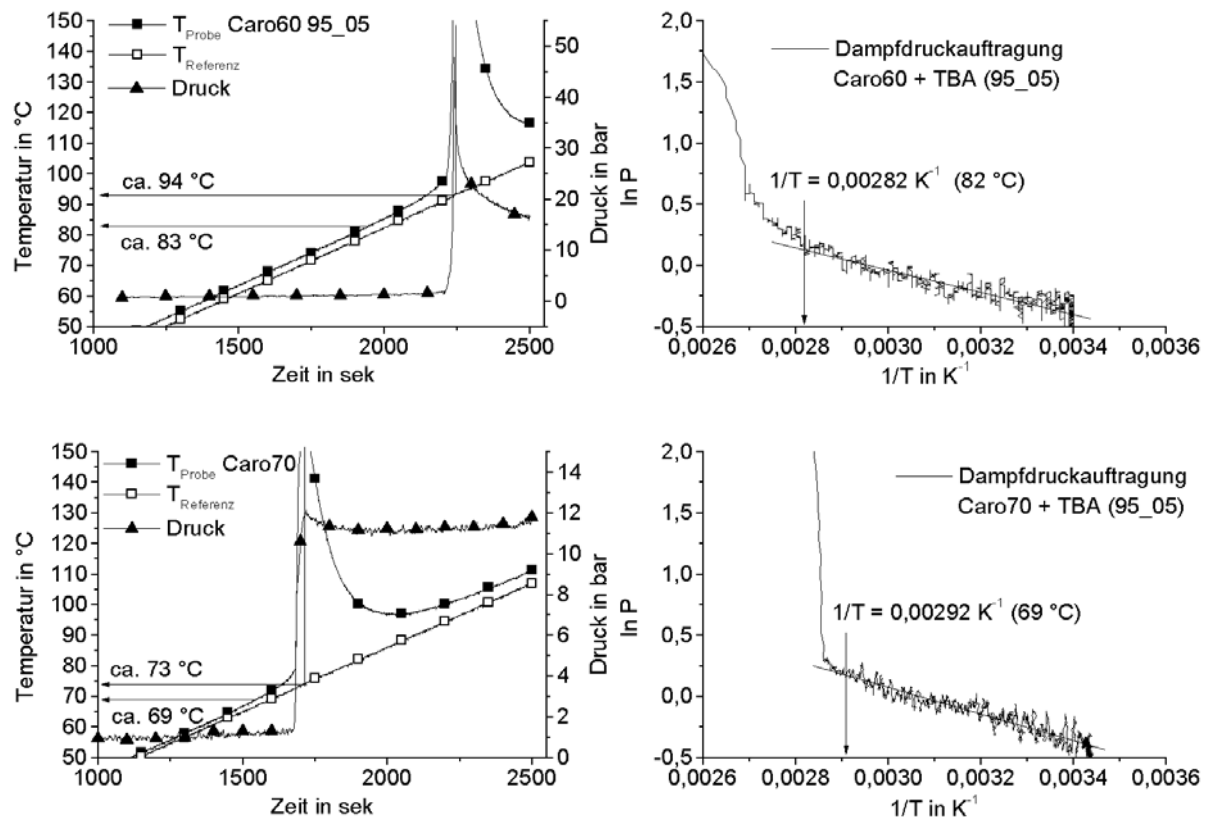 150
140
130
120
110
100
90
80
70
60
50
Temperatur in °C
T Probe Caro60 95_05
T Referenz
Druck
ca. 94 °C
ca. 83 °C
50
40
30
20
10
0
Druck in bar
1000
1500
2000
2500
Zeit in sek
2,0
1,5
1,0
0,5
0,0
-0,5
ln P
Dampfdruckauftragung
Caro60 + TBA (95_05)
1/T = 0,00282 K-1 (82 °C)
0,0026
0,0028
0,0030
0,0032
0,0034
0,0036
1/T in K-1
150
140
130
120
110
100
90
80
70
60
50
Temperatur in °C
T Probe Caro70
T Referenz
Druck
ca. 73 °C
ca. 69 °C
14
12
10
8
6
4
2
0
Druck in bar
1000
1500
2000
2500
Zeit in sek
2,0
1,5
1,0
0,5
0,0
-0,5
ln P
Dampfdruckauftragung
Caro70 + TBA (95_05)
1/T = 0,00292 K-1 (69 °C)
0,0026
0,0028
0,0030
0,0032
0,0034
0,0036
1/T in K-1